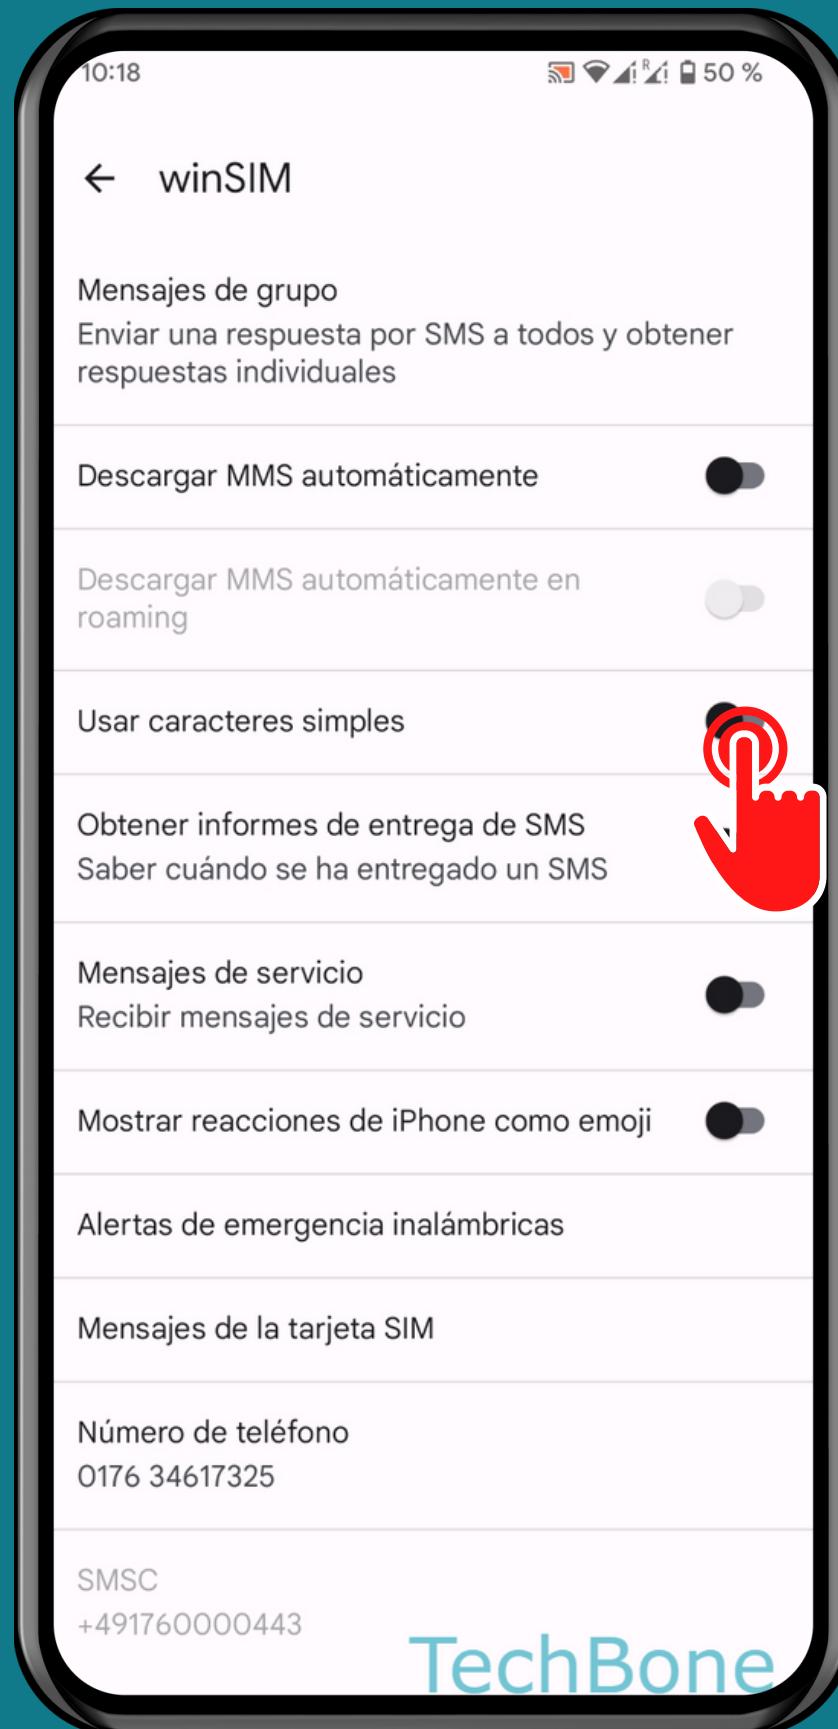 10:18
R
50 %
winSIM
Mensajes de grupo
Enviar una respuesta por SMS a todos y obtener
respuestas individuales
Descargar MMS automáticamente
Descargar MMS automáticamente en
roaming
Usar caracteres simples
Obtener informes de entrega de SMS
Saber cuándo se ha entregado un SMS
Mensajes de servicio
Recibir mensajes de servicio
Mostrar reacciones de iPhone como emoji
Alertas de emergencia inalámbricas
Mensajes de la tarjeta SIM
Número de teléfono
0176 34617325
SMSC
+491760000443
TechBone